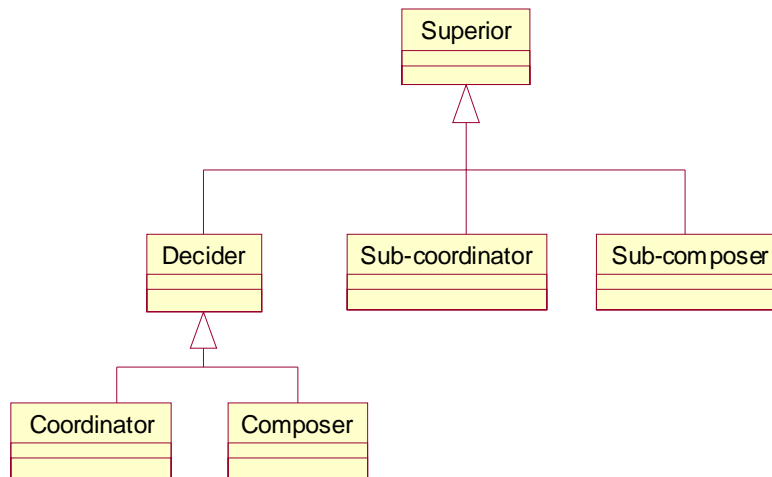 Superior
Decider
Sub-coordinator
Sub-composer
Coordinator
Composer